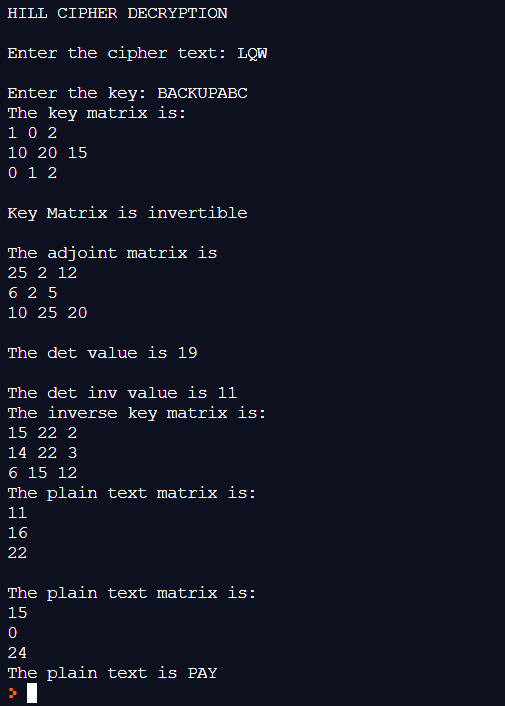 HILL CIPHER DECRYPTION
Enter the cipher text: LQW
Enter the key: BACKUPABC
The key matrix is:
1 0 2
10 20 15
0 1 2
Key Matrix is invertible
The adjoint matrix is
25 2 12
6 2 5
10 25 20
The det value is 19
The det inv value is 11
The inverse key matrix is:
15 22 2
14 22 3
6 15 12
The plain text matrix is:
11
16
22
The plain text matrix is:
15
0
24
The plain text is PAY
>